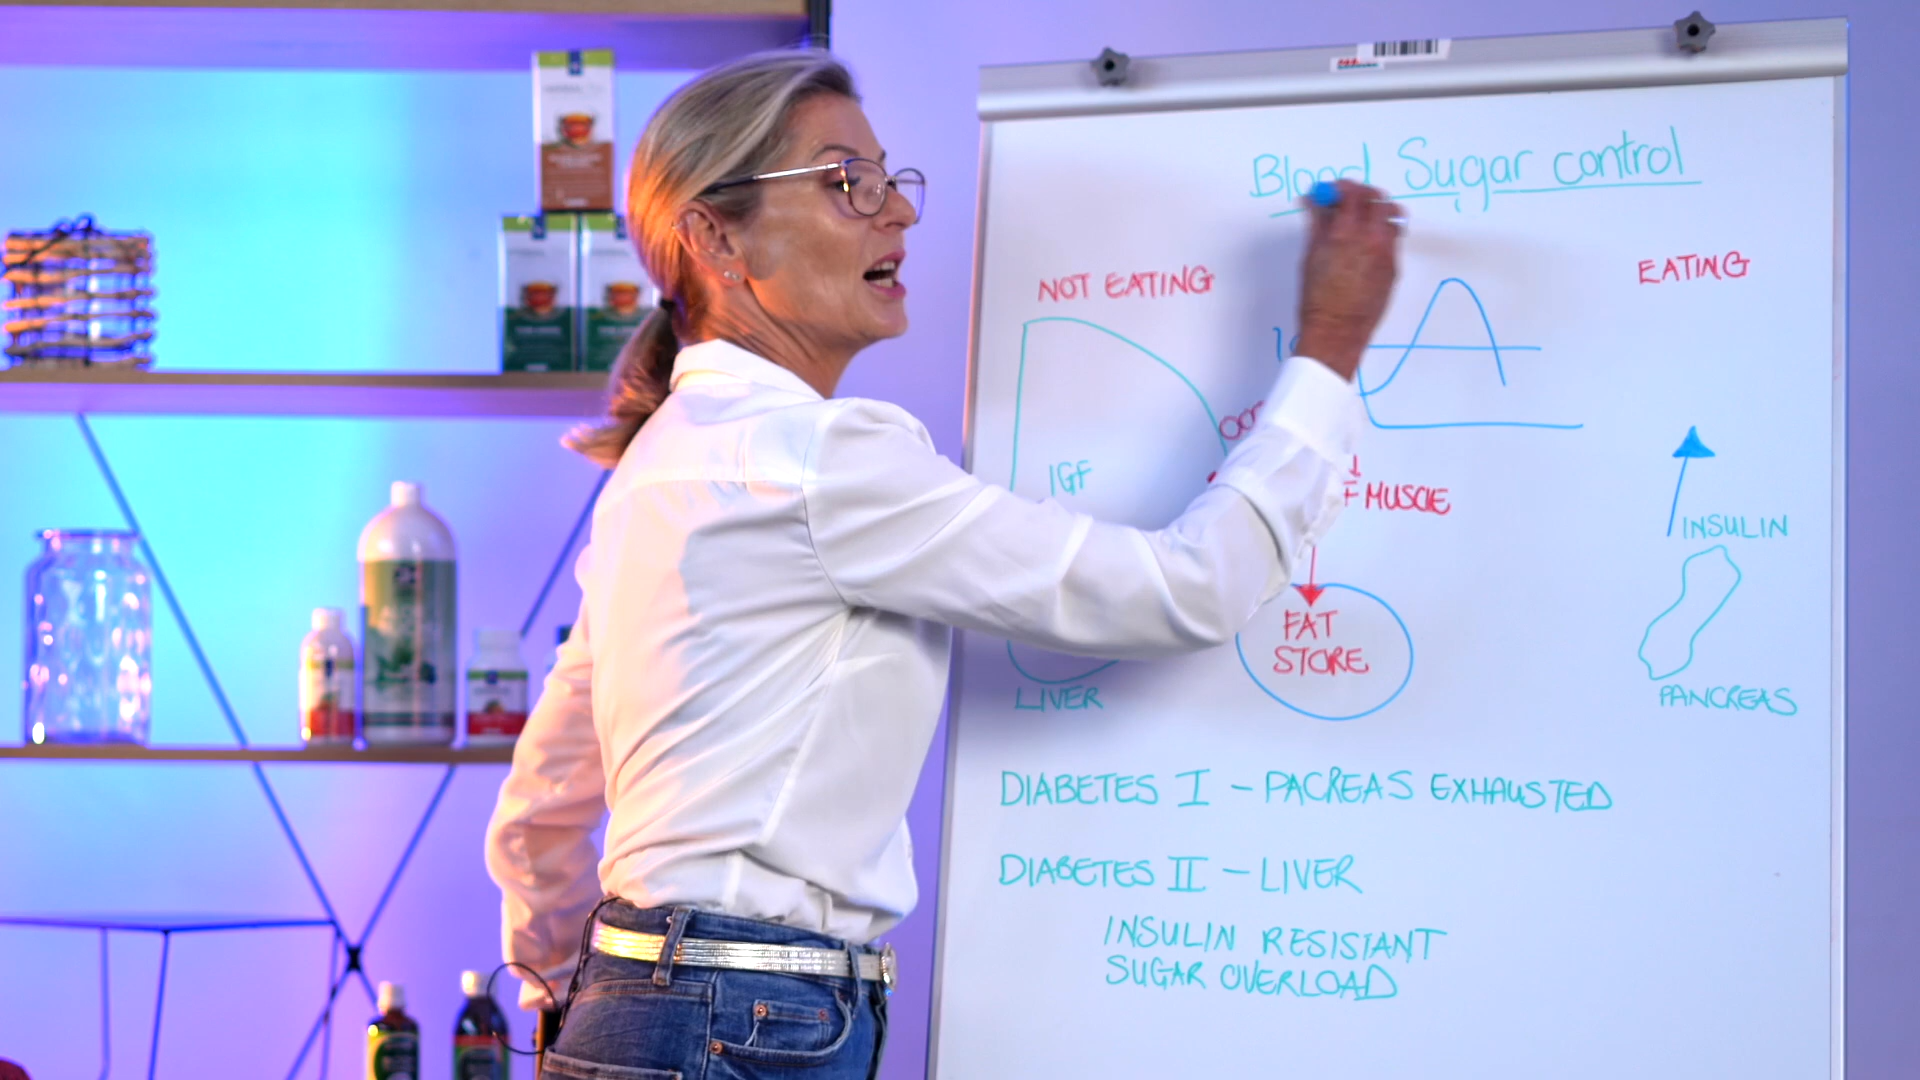 Blood Sugar control
NOT EATING
EATING
IGF
MUSCLE
INSULIN
FAT
STORE
LIVER
PANCREAS
DIABETES I - PACREAS EXHAUSTED
DIABETES II - LIVER
INSULIN RESISTANT
SUGAR OVERLOAD